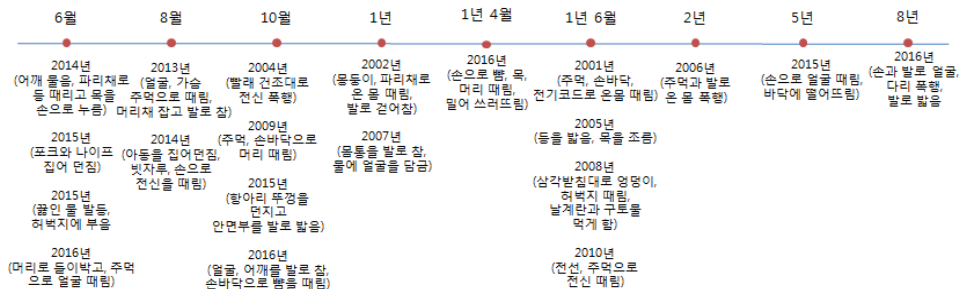 6월
8월
10월
1년
1년 4월
1년 6월
2년
5년
8년
2014년
(어깨 물음, 파리채로
등 때리고 목을
손으로 누름)
2015년
(포크와 나이프
집어 던짐)
2015년
(끓인 물 발등,
허벅지에 부음
2016년
(머리로 들이박고, 주먹
으로 얼굴 때림)
2013년
(얼굴, 가슴
주먹으로 때림,
머리채 잡고 발로 참)
2014년
(아동을 집어던짐,
빗자루, 손으로
전신을 때림)
2004년
(빨래 건조대로
전신 폭행)
2009년
(주먹, 손바닥으로
머리 때림)
2015년
(항아리 뚜껑을
던지고
안면부를 발로 밟음)
2016년
(얼굴, 어깨를 발로 참,
손바닥으로 뺨을 때림)
2002년
(몽둥이, 파리채로
온 몸 때림,
발로 걷어참)
2007년
(몸통을 발로 참,
물에 얼굴을 담금)
2016년
(손으로 뺨, 목,
머리 때림,
밀어 쓰러뜨림)
2001년
(주먹, 손바닥,
전기코드로 온몸 때림)
2005년
(등을 밟음, 목을 조름)
2008년
(삼각받침대로 엉덩이,
허벅지 때림,
날계란과 구토물
먹게 함)
2010년
(전선, 주먹으로
전신 때림)
2006년
(주먹과 발로
온 몸 폭행)
2015년
(손으로 얼굴 때림,
바닥에 떨어뜨림)
2016년
(손과 발로 얼굴,
다리 폭행,
발로 밟음